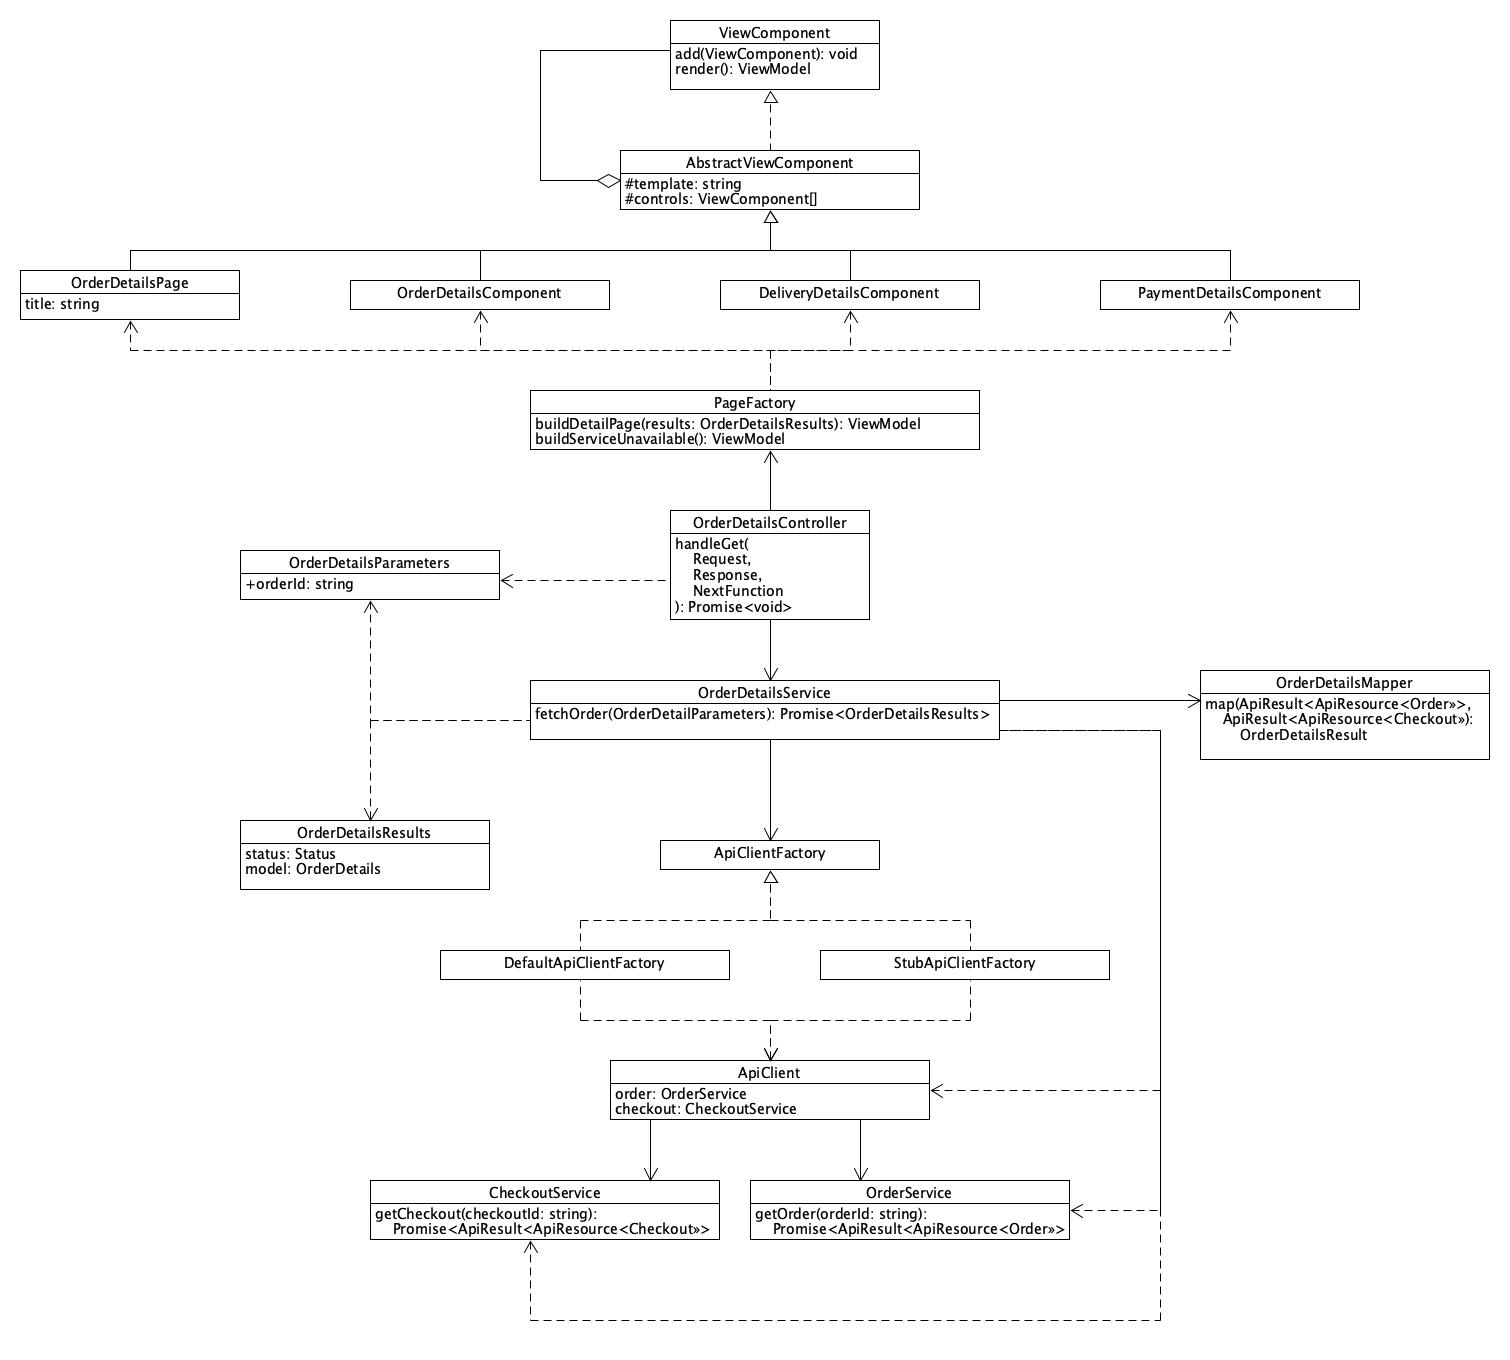 ViewComponent
add(ViewComponent): void
render(): ViewModel
AbstractViewComponent
#template: string
#controls: ViewComponent[]
OrderDetailsPage
title: string
OrderDetailsComponent
DeliveryDetailsComponent
PaymentDetailsComponent
PageFactory
buildDetailPage(results: OrderDetailsResults): ViewModel
buildServiceUnavailable(): ViewModel
OrderDetailsController
handleGet(
Request,
Response,
NextFunction
): Promise<void>
OrderDetailsParameters
+orderId: string
OrderDetailsService
fetchOrder(OrderDetailParameters): Promise<OrderDetailsResults>
OrderDetailsMapper
map(ApiResult<ApiResource<Order»>,
ApiResult<ApiResource<Checkout»):
OrderDetailsResult
OrderDetailsResults
status: Status
model: OrderDetails
ApiClientFactory
DefaultApiClientFactory
StubApiClientFactory
ApiClient
order: OrderService
checkout: CheckoutService
CheckoutService
getCheckout(checkoutId: string):
Promise<ApiResult<ApiResource<Checkout»>
OrderService
getOrder(orderId: string):
Promise<ApiResult<ApiResource<Order»>